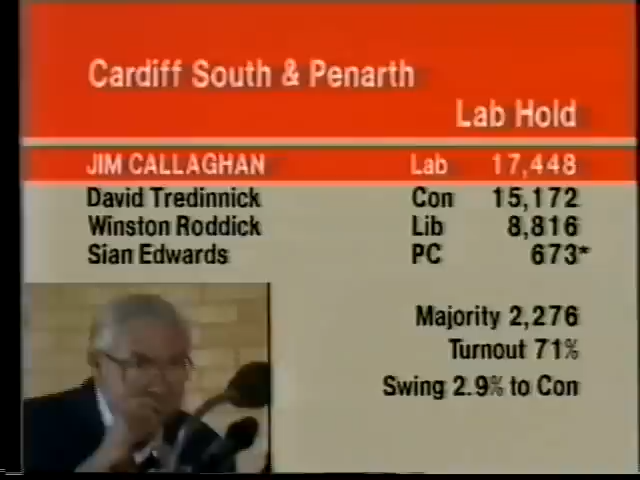 Cardiff South & Penarth
Lab Hold
JIM CALLAGHAN Lab 17,448
David Tredinnick Con 15,172
Winston Roddick Lib 8,816
Sian Edwards PC 673*
Majority 2,276
Turnout 71%
Swing 2.9% to Con